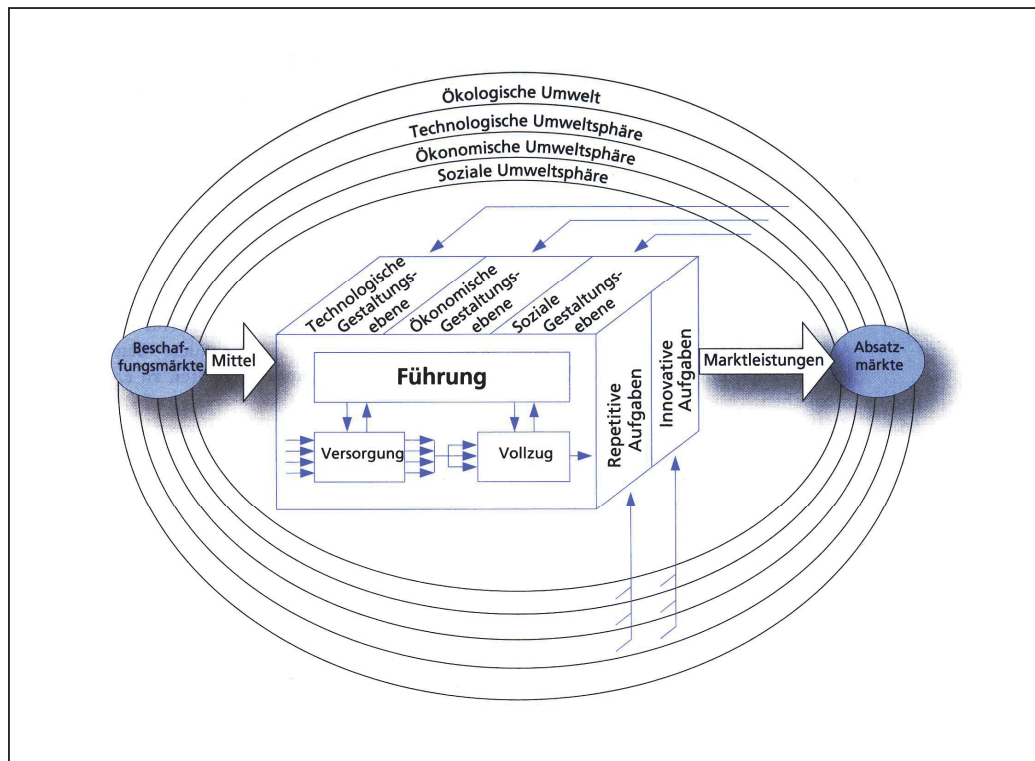 Ökologische Umwelt
Technologische Umweltsphäre
Ökonomische Umweltsphäre
Soziale Umweltsphäre
Technologische
Gestaltungs-
ebene
Ökonomische
Gestaltungs-
ebene
Soziale
Gestaltungs-
ebene
Beschaf-
fungsmärkte
Mittel
Führung
Versorgung
Vollzug
Repetitive
Aufgaben
Innovative
Aufgaben
Marktleistungen
Absatz-
märkte